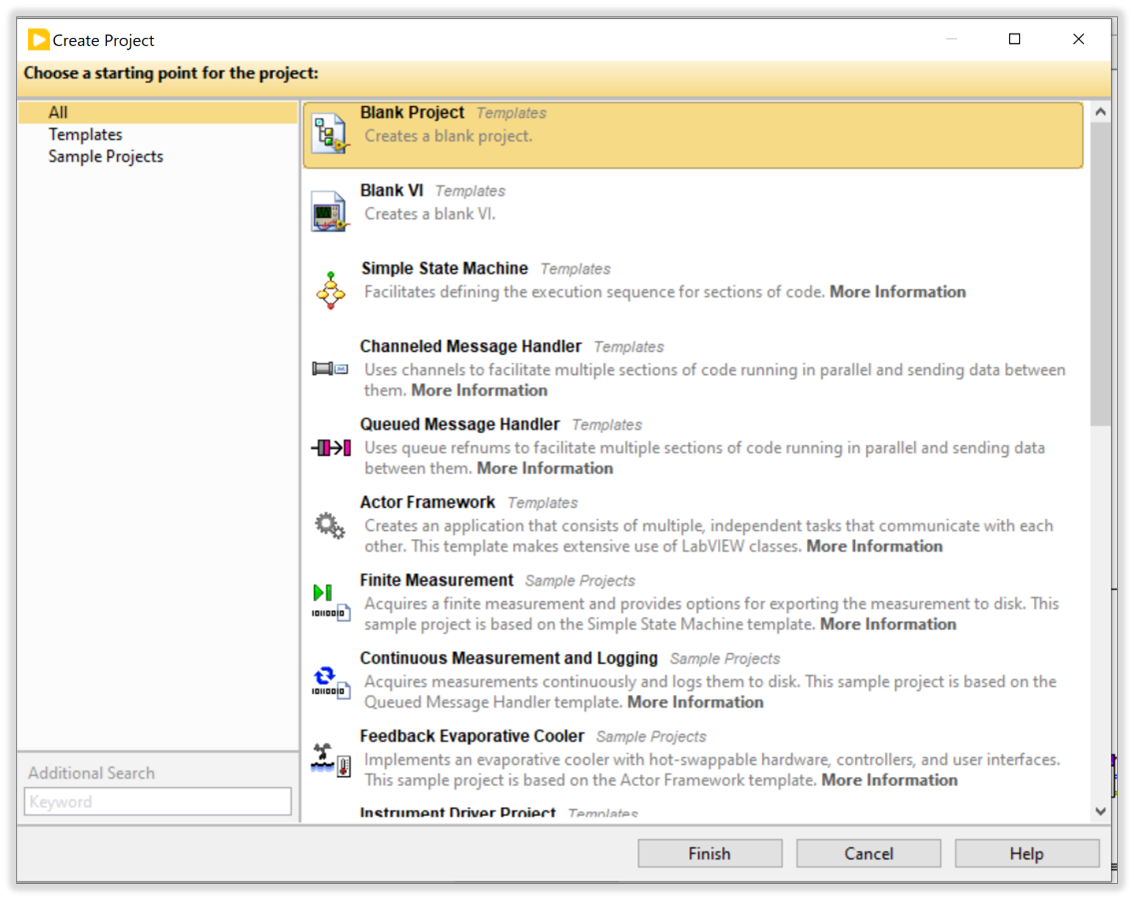 Create Project
Choose a starting point for the project:
All
Templates
Sample Projects
Additional Search
Keyword
Blank Project Templates
Creates a blank project.
Blank VI Templates
Creates a blank VI.
Simple State Machine Templates
Facilitates defining the execution sequence for sections of code. More Information
Channeled Message Handler Templates
Uses channels to facilitate multiple sections of code running in parallel and sending data between
them. More Information
Queued Message Handler Templates
Uses queue refnums to facilitate multiple sections of code running in parallel and sending data
between them. More Information
Actor Framework Templates
Creates an application that consists of multiple, independent tasks that communicate with each
other. This template makes extensive use of LabVIEW classes. More Information
Finite Measurement Sample Projects
Acquires a finite measurement and provides options for exporting the measurement to disk. This
sample project is based on the Simple State Machine template. More Information
Continuous Measurement and Logging Sample Projects
Acquires measurements continuously and logs them to disk. This sample project is based on the
Queued Message Handler template. More Information
Feedback Evaporative Cooler Sample Projects
Implements an evaporative cooler with hot-swappable hardware, controllers, and user interfaces.
This sample project is based on the Actor Framework template. More Information
Instrument Driver Project Templates
Finish
Cancel
Help